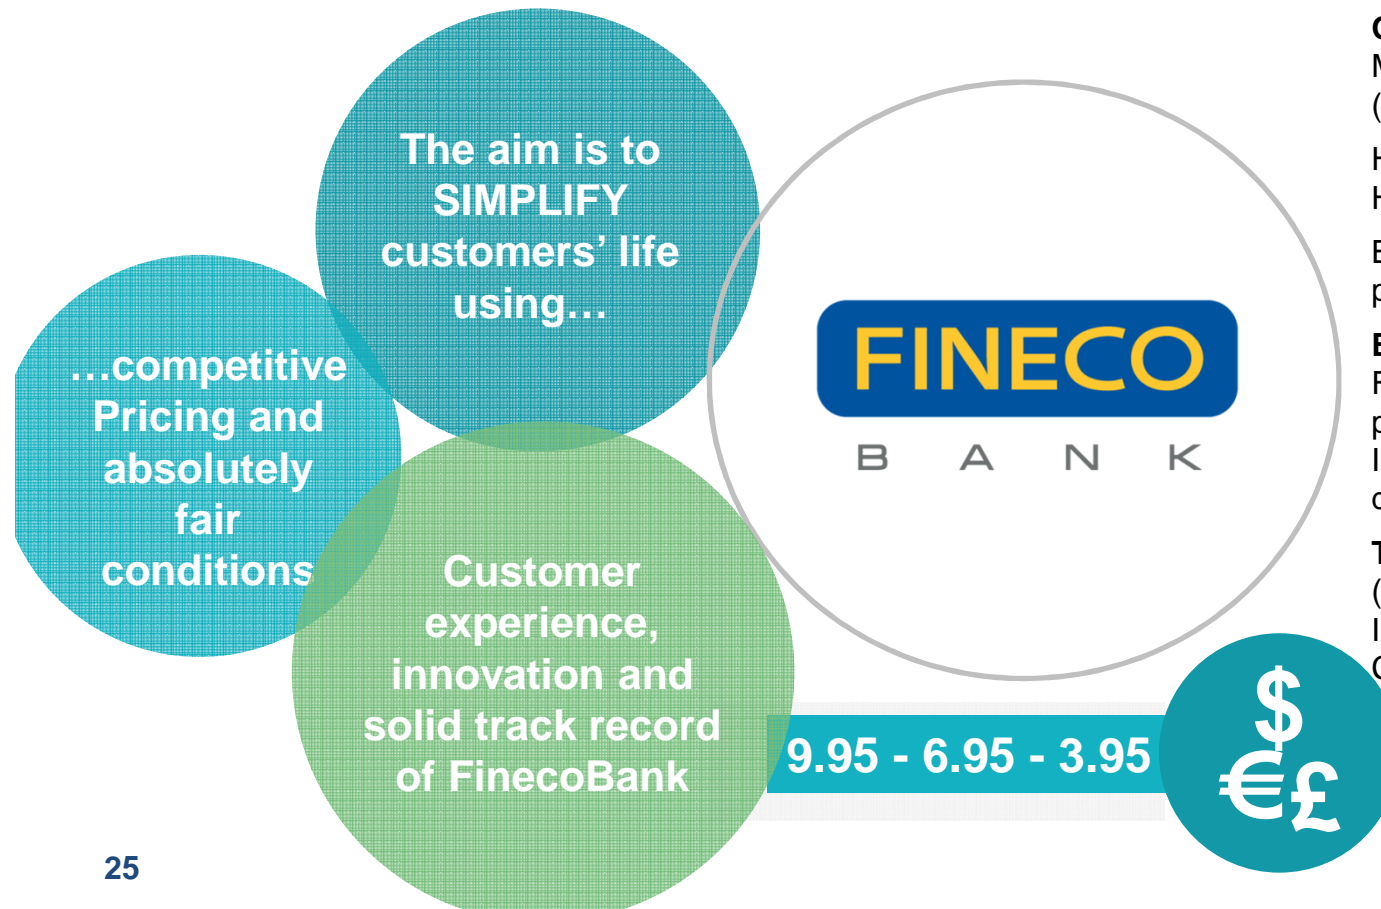 The aim is to
SIMPLIFY
customers’ life
using…
…competitive
Pricing and
absolutely
fair
conditions
Customer
experience,
innovation and
solid track record
of FinecoBank
FINECO
BANK
9.95 - 6.95 - 3.95
$
€£
25